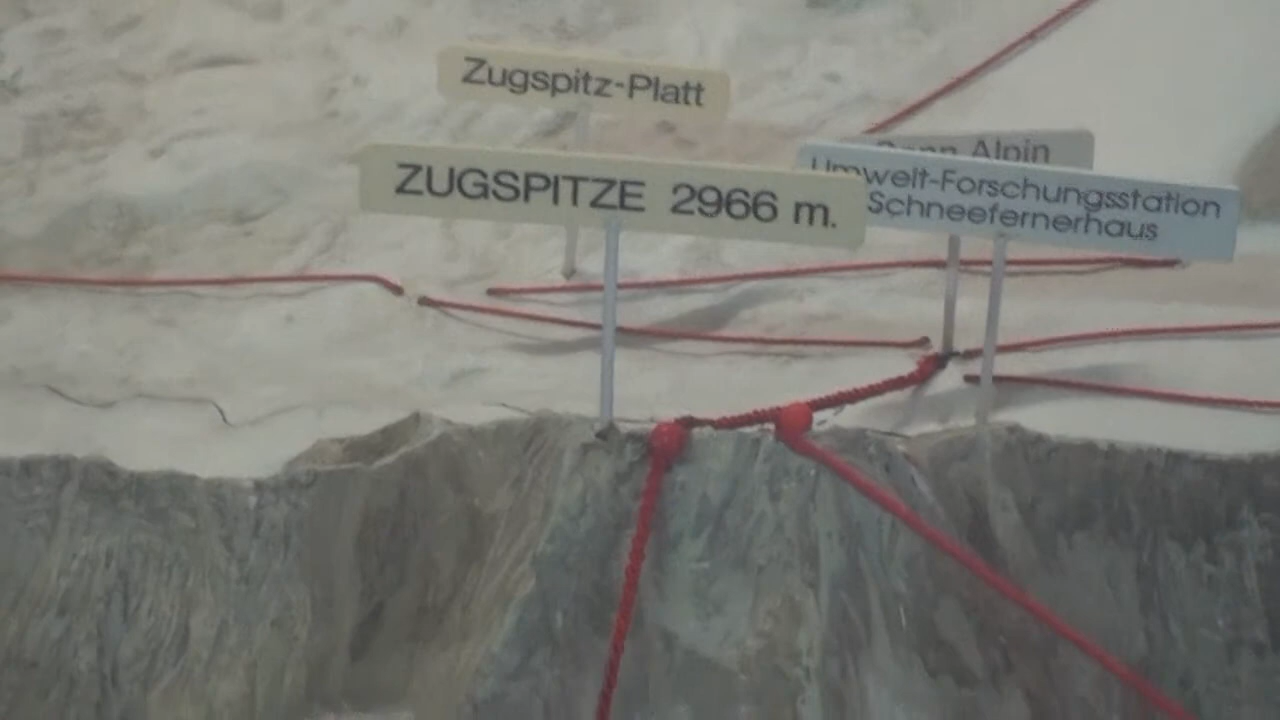 Zugspitz-Platt
ZUGSPITZE 2966 m.
Alpin
Umwelt-Forschungsstation
Schneefernerhaus